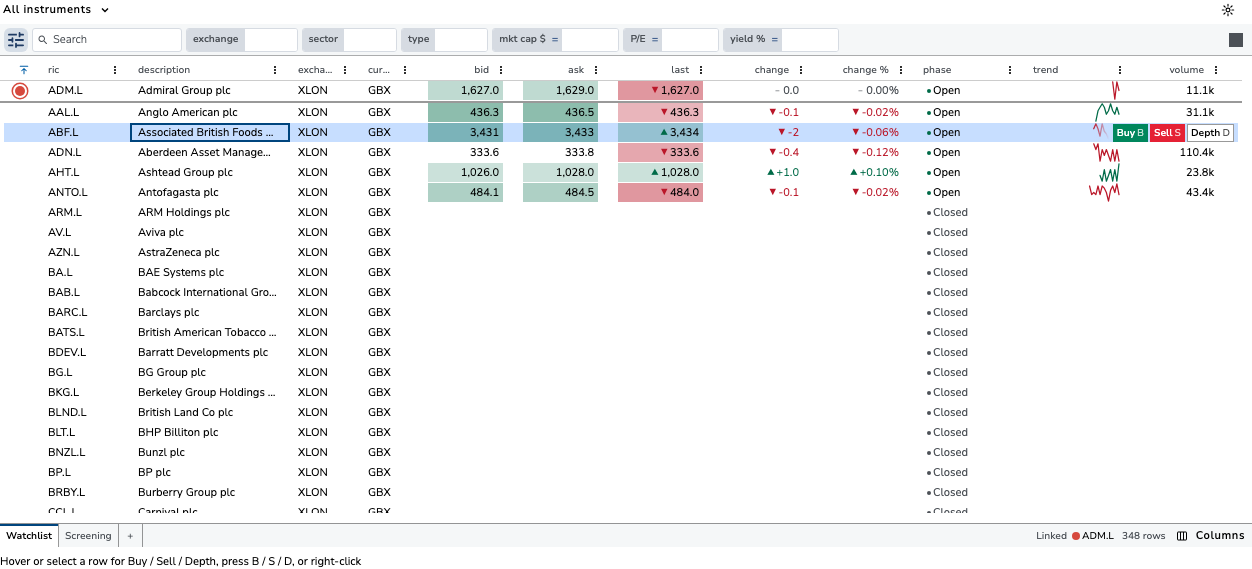 All instruments
Search exchange sector type mkt cap $ = P/E = yield % =
ric description excha... cur... bid ask last change change % phase trend volume
ADM.L Admiral Group plc XLON GBX 1,627.0 1,629.0 ▼1,627.0 – 0.0 – 0.00% •Open 11.1k
AAL.L Anglo American plc XLON GBX 436.3 436.5 ▼436.3 ▼-0.1 ▼-0.02% •Open 31.1k
ABF.L Associated British Foods ... XLON GBX 3,431 3,433 ▲3,434 ▼-2 ▼-0.06% •Open Buy B Sell S Depth D
ADN.L Aberdeen Asset Manage... XLON GBX 333.6 333.8 ▼333.6 ▼-0.4 ▼-0.12% •Open 110.4k
AHT.L Ashtead Group plc XLON GBX 1,026.0 1,028.0 ▲1,028.0 ▲+1.0 ▲+0.10% •Open 23.8k
ANTO.L Antofagasta plc XLON GBX 484.1 484.5 ▼484.0 ▼-0.1 ▼-0.02% •Open 43.4k
ARM.L ARM Holdings plc XLON GBX •Closed
AV.L Aviva plc XLON GBX •Closed
AZN.L AstraZeneca plc XLON GBX •Closed
BA.L BAE Systems plc XLON GBX •Closed
BAB.L Babcock International Gro... XLON GBX •Closed
BARC.L Barclays plc XLON GBX •Closed
BATS.L British American Tobacco ... XLON GBX •Closed
BDEV.L Barratt Developments plc XLON GBX •Closed
BG.L BG Group plc XLON GBX •Closed
BKG.L Berkeley Group Holdings ... XLON GBX •Closed
BLND.L British Land Co plc XLON GBX •Closed
BLT.L BHP Billiton plc XLON GBX •Closed
BNZL.L Bunzl plc XLON GBX •Closed
BP.L BP plc XLON GBX •Closed
BRBY.L Burberry Group plc XLON GBX •Closed
CCL.L Carnival plc XLON GBX •Closed
Watchlist Screening + Linked ADM.L 348 rows Columns
Hover or select a row for Buy / Sell / Depth, press B / S / D, or right-click